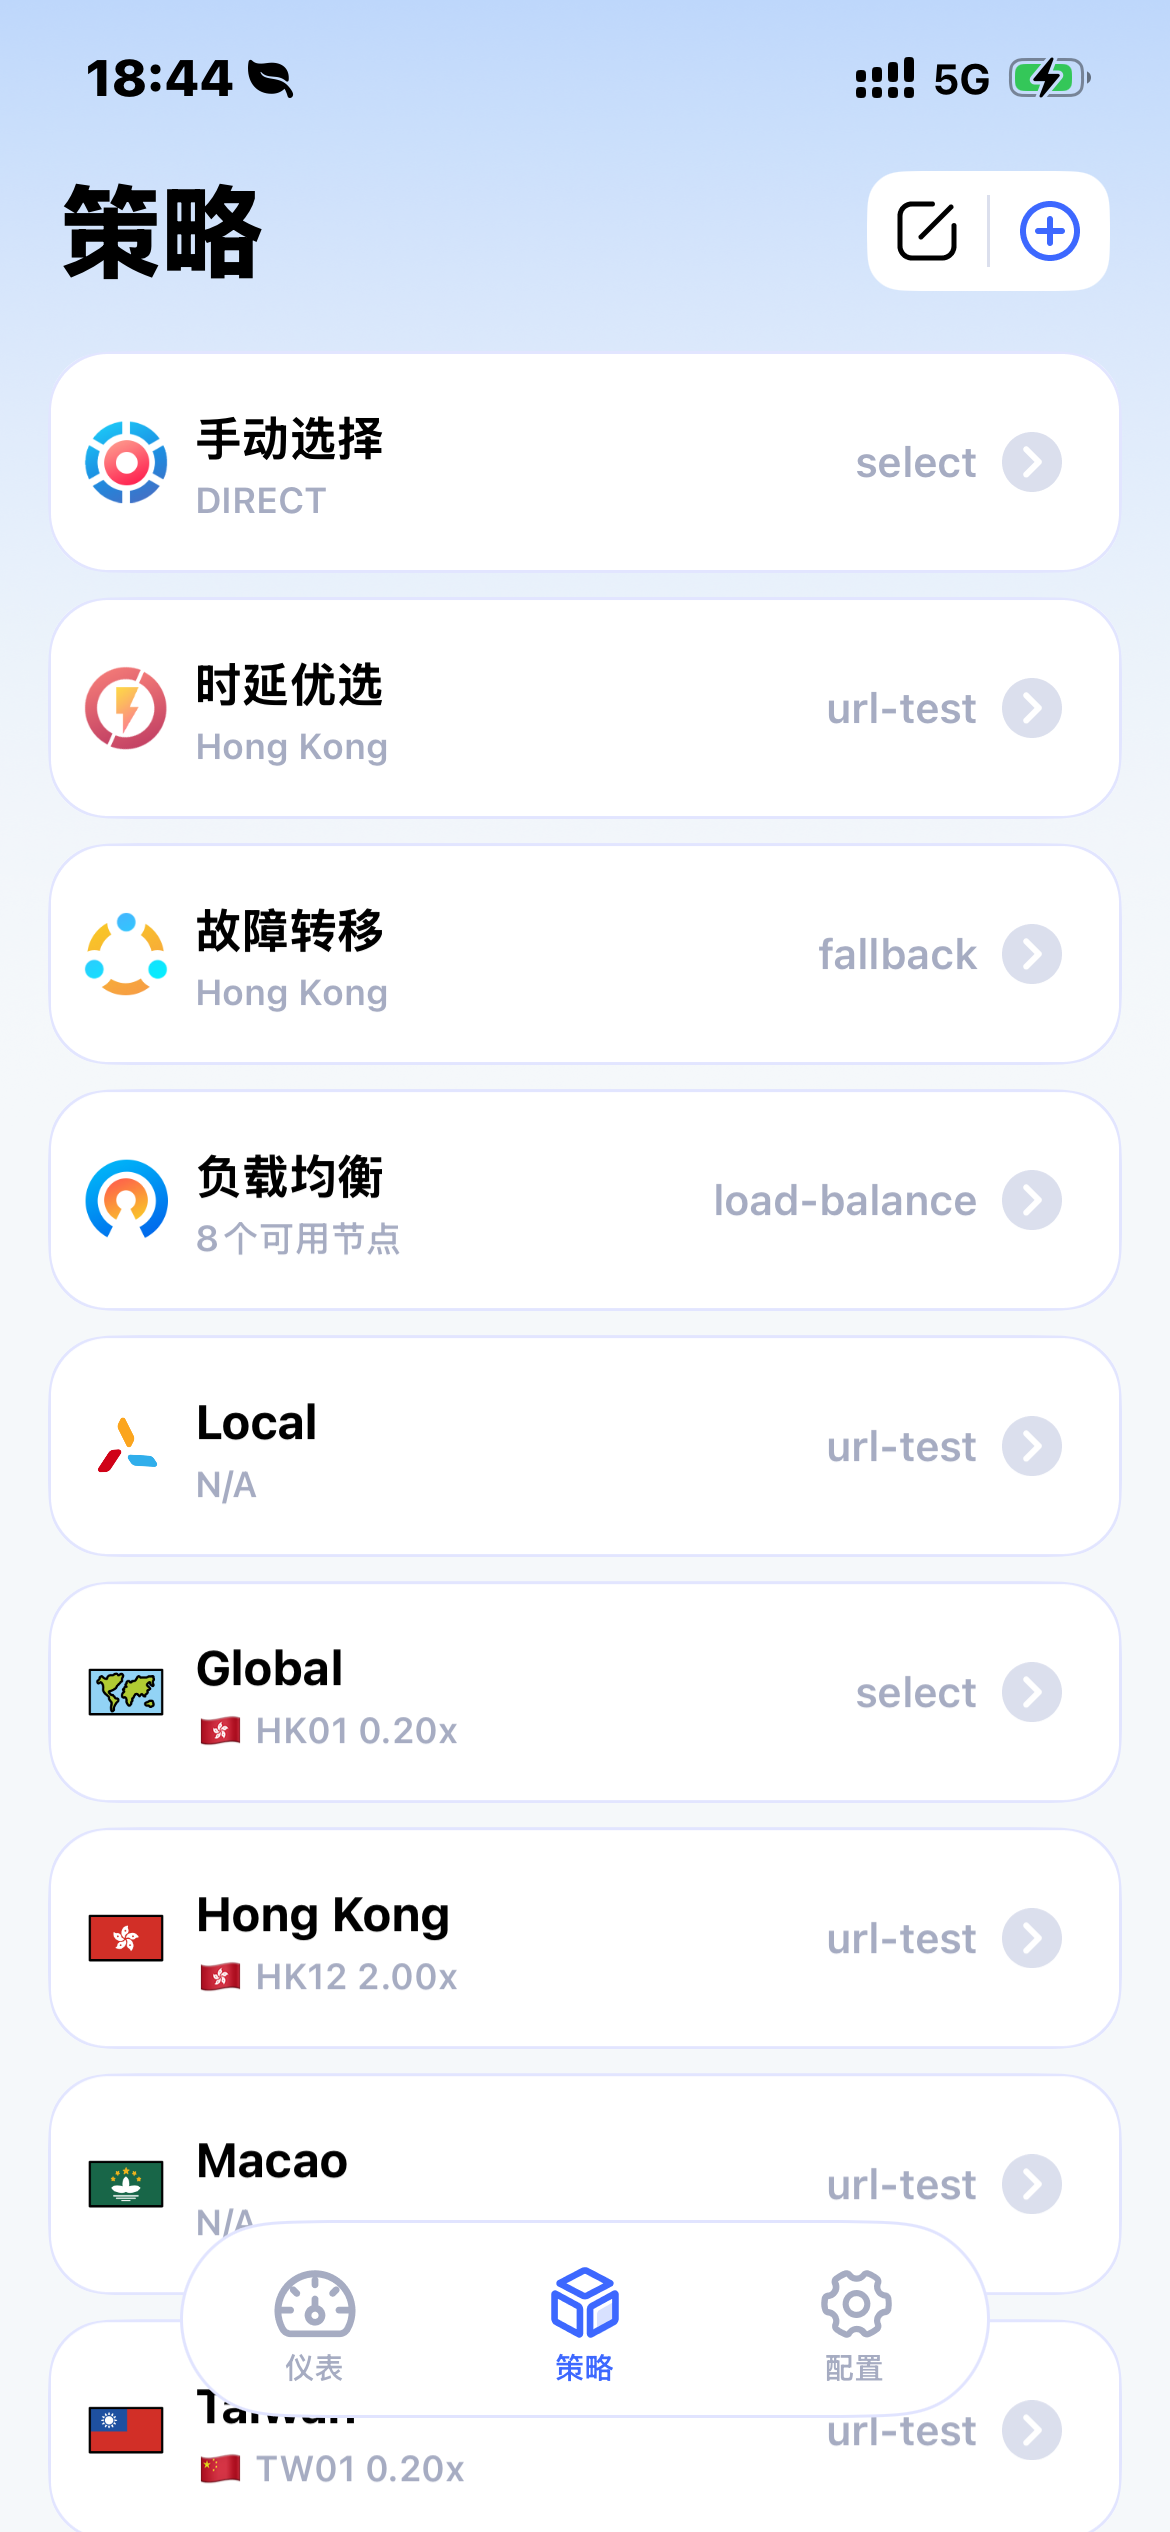 18:44
5G
策略
手动选择
DIRECT
select
时延优选
Hong Kong
url-test
故障转移
Hong Kong
fallback
负载均衡
8个可用节点
load-balance
Local
N/A
url-test
Global
🇭🇰 HK01 0.20x
select
Hong Kong
🇭🇰 HK12 2.00x
url-test
Macao
N/A
url-test
Taiwan
🇨🇳 TW01 0.20x
url-test
仪表
策略
配置